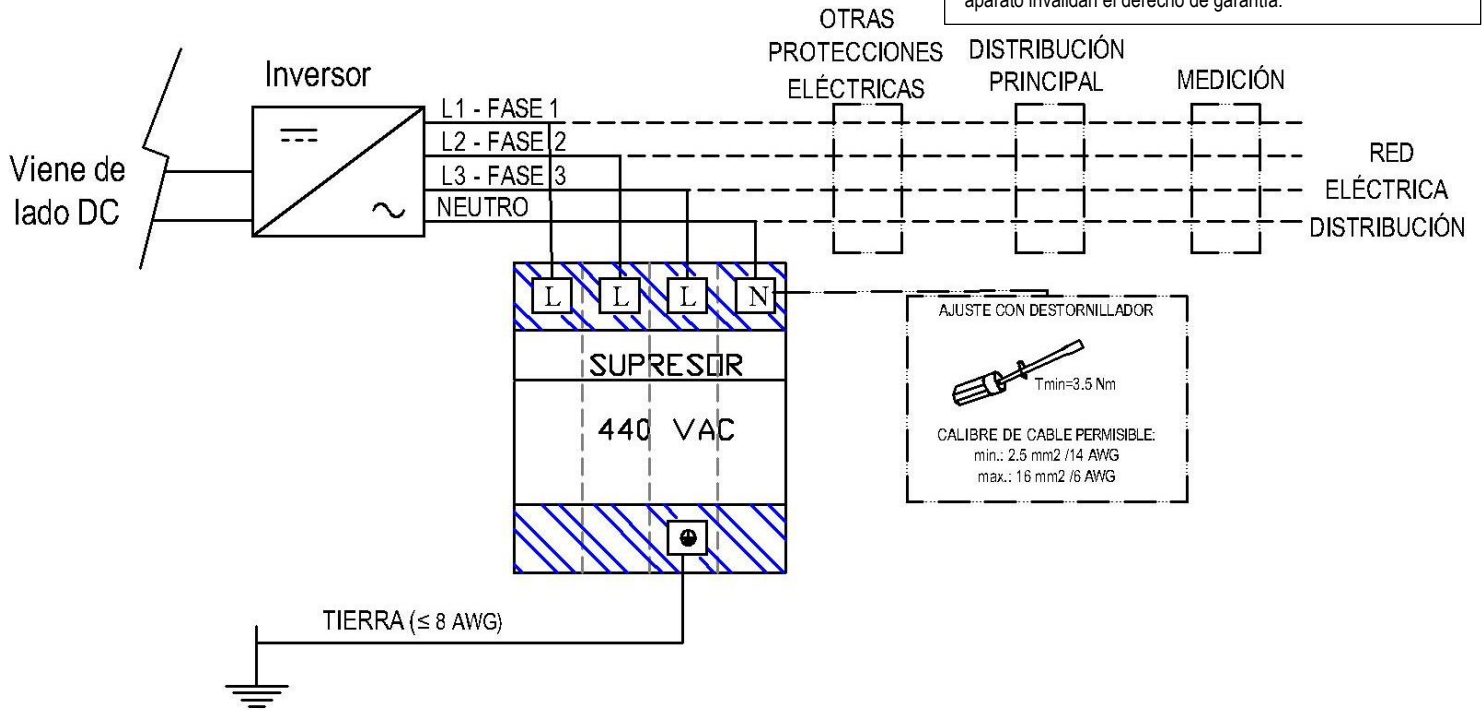 aparato invalidan el derecho de garantía.
OTRAS
PROTECCIONES
ELÉCTRICAS
DISTRIBUCIÓN
PRINCIPAL
MEDICIÓN
Inversor
L1 - FASE 1
L2 - FASE 2
L3 - FASE 3
NEUTRO
Viene de
lado DC
RED
ELÉCTRICA
DISTRIBUCIÓN
L L L N
SUPRESOR
440 VAC
AJUSTE CON DESTORNILLADOR
Tmin=3.5 Nm
CALIBRE DE CABLE PERMISIBLE:
min.: 2.5 mm2 /14 AWG
max.: 16 mm2 /6 AWG
TIERRA (≤ 8 AWG)